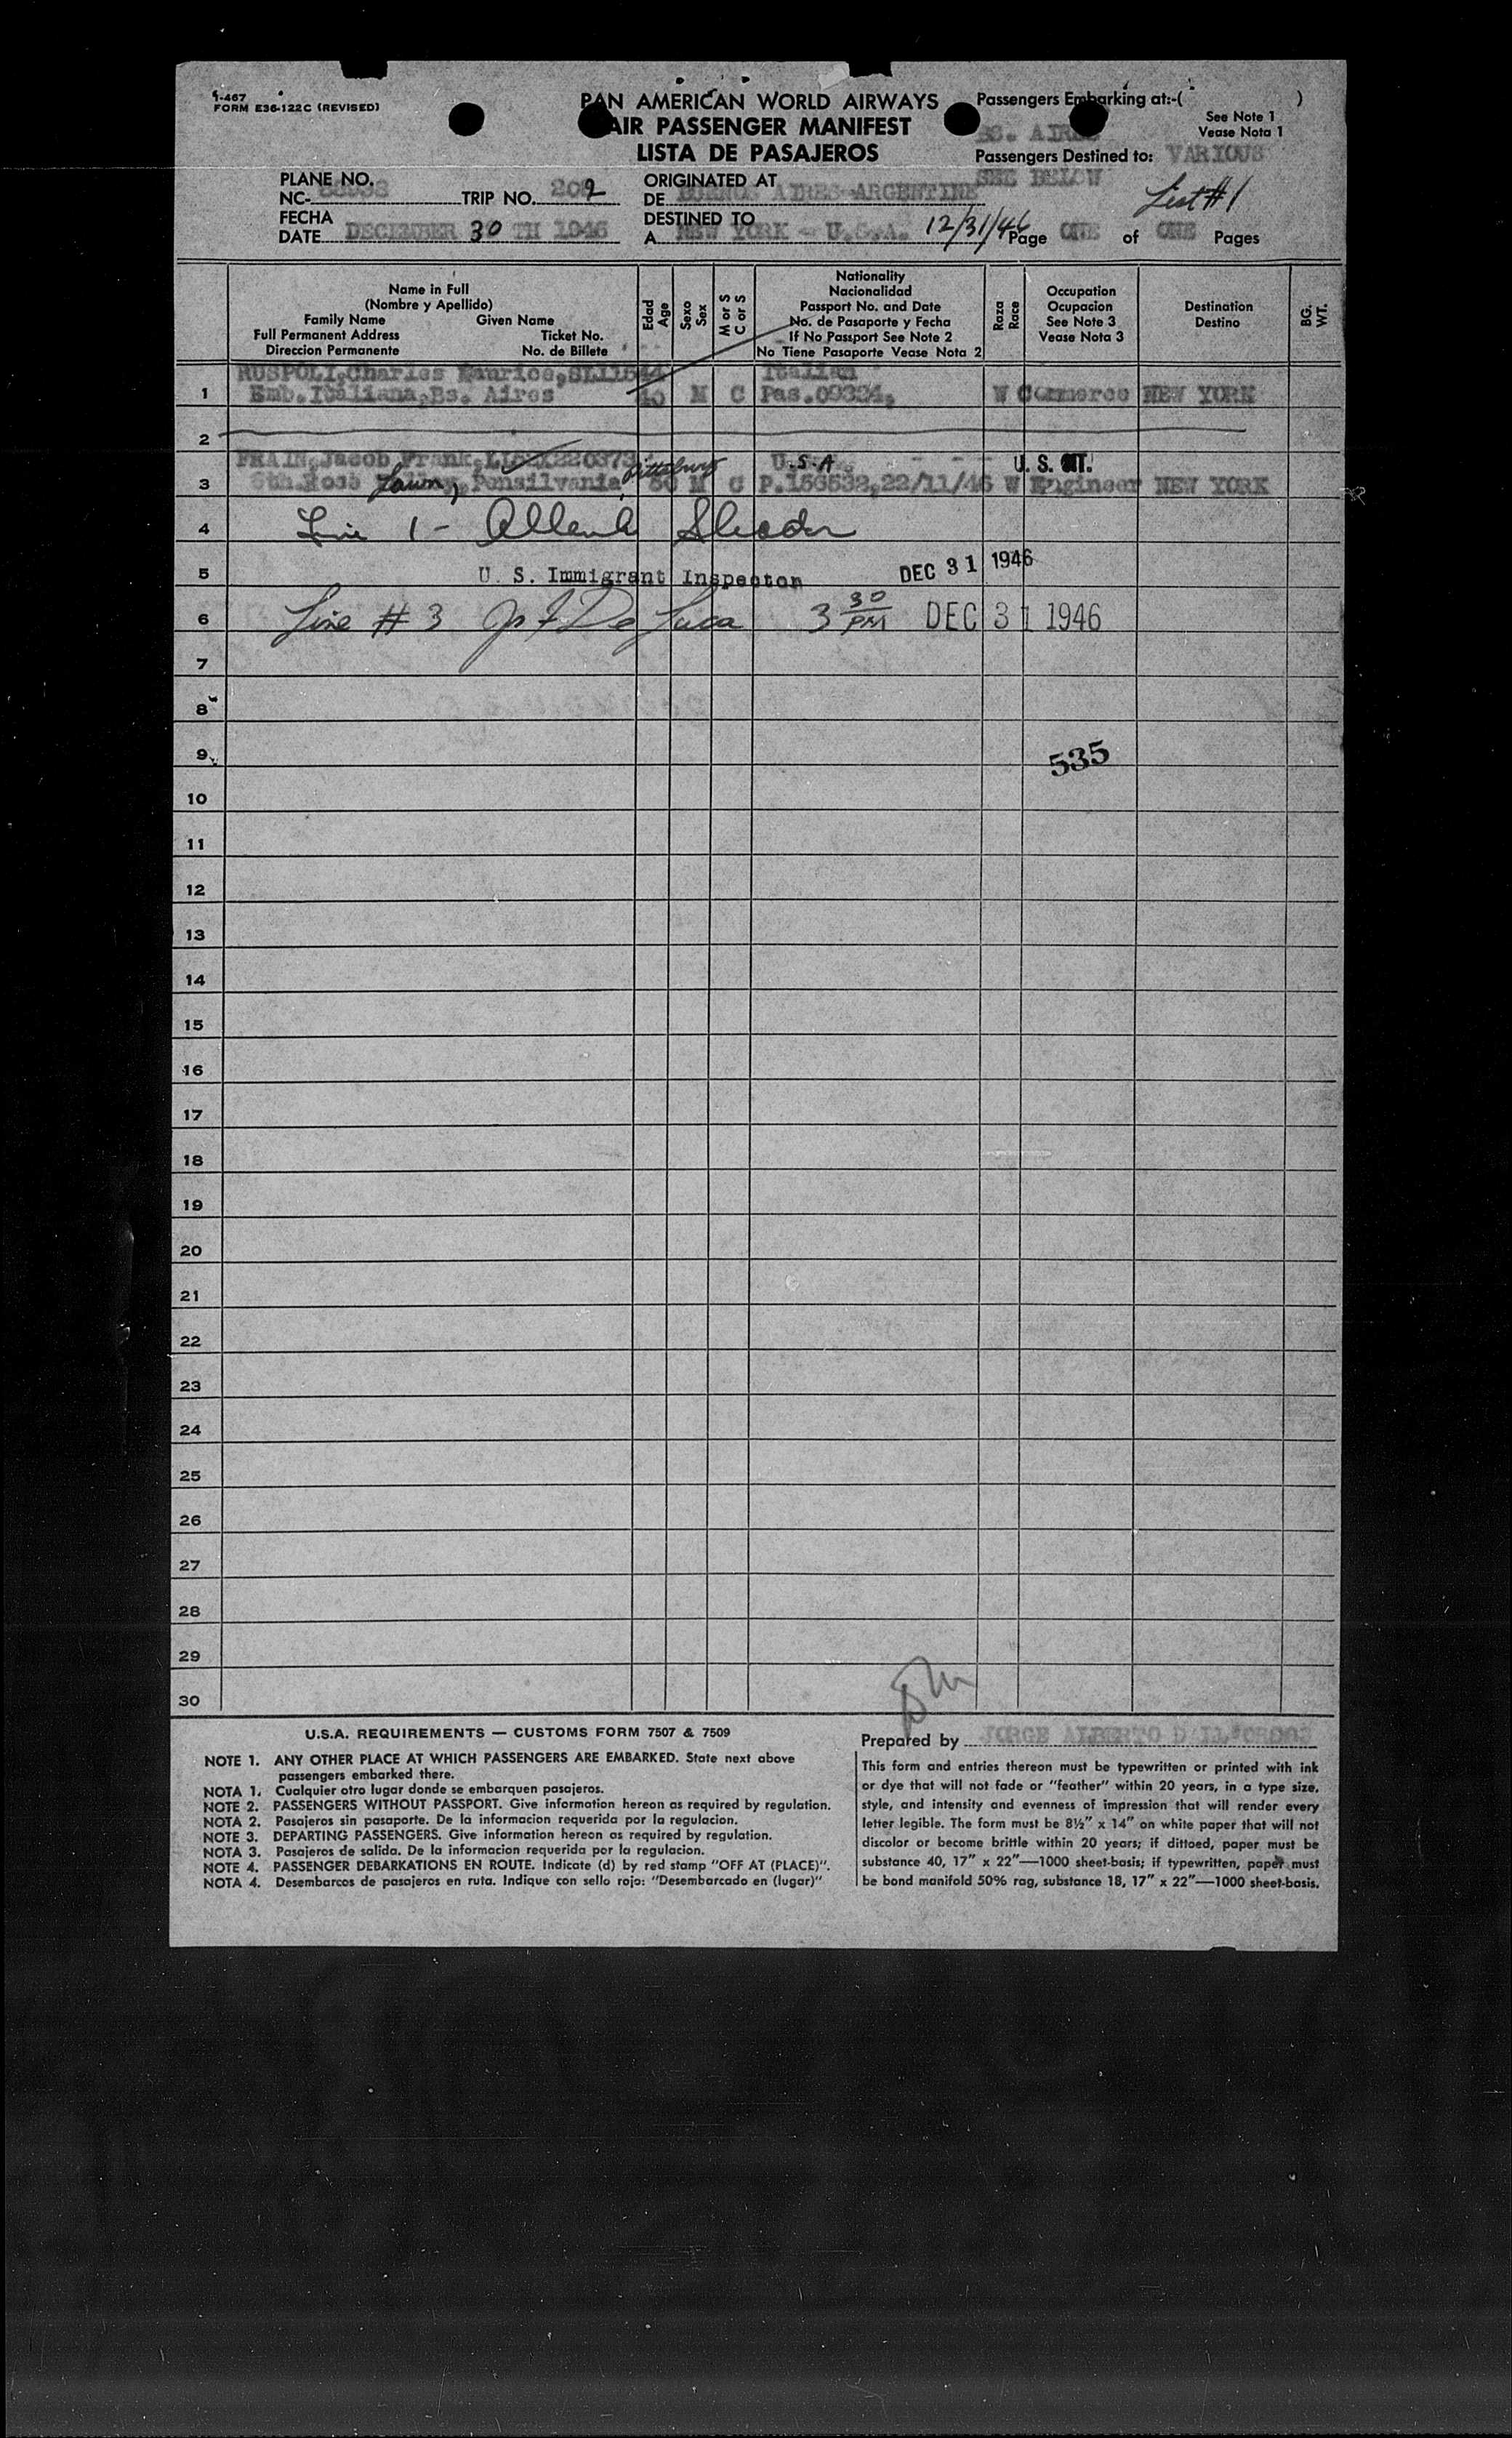 I-467
FORM E36-122C (REVISED)
PAN AMERICAN WORLD AIRWAYS
AIR PASSENGER MANIFEST
LISTA DE PASAJEROS
Passengers Embarking at:-( )
See Note 1
Vease Nota 1
BS. AIRES
Passengers Destined to: VARIOUS
SEE BELOW
List # 1
PLANE NO.
NC- TRIP NO. 202
ORIGINATED AT
DE BUENOS AIRES-ARGENTINE
FECHA
DATE DECEMBER 30 TH 1946
DESTINED TO
A NEW YORK - U.S.A. 12/31/46
Page ONE of ONE Pages
Name in Full
(Nombre y Apellido)
Family Name Given Name
Full Permanent Address Ticket No.
Direccion Permanente No. de Billete
Edad
Age
Sexo
Sex
M or S
C or S
Nationality
Nacionalidad
Passport No. and Date
No. de Pasaporte y Fecha
If No Passport See Note 2
No Tiene Pasaporte Vease Nota 2
Raza
Race
Occupation
Ocupacion
See Note 3
Vease Nota 3
Destination
Destino
BG.
WT.
RUSPOLI,Charles Maurice, Italian
1 Emb.Italiana,Bs. Aires 40 M C Pas.09324, W Commerce NEW YORK
2
FRAIN,Jacob Frank, Pittsburg U.S.A U. S. CIT.
3 Lawn, Pensilvania M C P.156532,22/11/46 W Engineer NEW YORK
4 Line 1 -
5 U. S. Immigrant Inspector DEC 31 1946
6 Line # 3 De Luca 3 30 PM DEC 31 1946
7
8
9
535
10
11
12
13
14
15
16
17
18
19
20
21
22
23
24
25
26
27
28
29
30
U.S.A. REQUIREMENTS — CUSTOMS FORM 7507 & 7509
NOTE 1. ANY OTHER PLACE AT WHICH PASSENGERS ARE EMBARKED. State next above
passengers embarked there.
NOTA 1. Cualquier otro lugar donde se embarquen pasajeros.
NOTE 2. PASSENGERS WITHOUT PASSPORT. Give information hereon as required by regulation.
NOTA 2. Pasajeros sin pasaporte. De la informacion requerida por la regulacion.
NOTE 3. DEPARTING PASSENGERS. Give information hereon as required by regulation.
NOTA 3. Pasajeros de salida. De la informacion requerida por la regulacion.
NOTE 4. PASSENGER DEBARKATIONS EN ROUTE. Indicate (d) by red stamp "OFF AT (PLACE)".
NOTA 4. Desembarcos de pasajeros en ruta. Indique con sello rojo: "Desembarcado en (lugar)"
Prepared by JORGE ALBERTO
This form and entries thereon must be typewritten or printed with ink
or dye that will not fade or "feather" within 20 years, in a type size,
style, and intensity and evenness of impression that will render every
letter legible. The form must be 8½" x 14" on white paper that will not
discolor or become brittle within 20 years; if dittoed, paper must be
substance 40, 17" x 22"—1000 sheet-basis; if typewritten, paper must
be bond manifold 50% rag, substance 18, 17" x 22"—1000 sheet-basis.